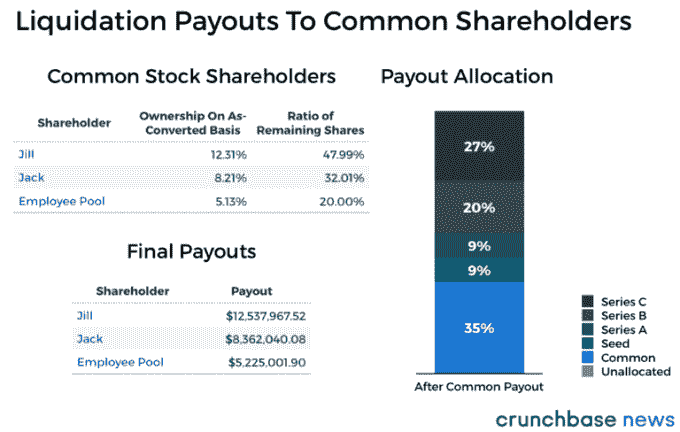 Liquidation Payouts To Common Shareholders
Common Stock Shareholders
Shareholder Ownership On As-Converted Basis Ratio of Remaining Shares
Jill 12.31% 47.99%
Jack 8.21% 32.01%
Employee Pool 5.13% 20.00%
Final Payouts
Shareholder Payout
Jill $12,537,967.52
Jack $8,362,040.08
Employee Pool $5,225,001.90
Payout Allocation
27%
20%
9%
9%
35%
After Common Payout
Series C
Series B
Series A
Seed
Common
Unallocated
crunchbase news